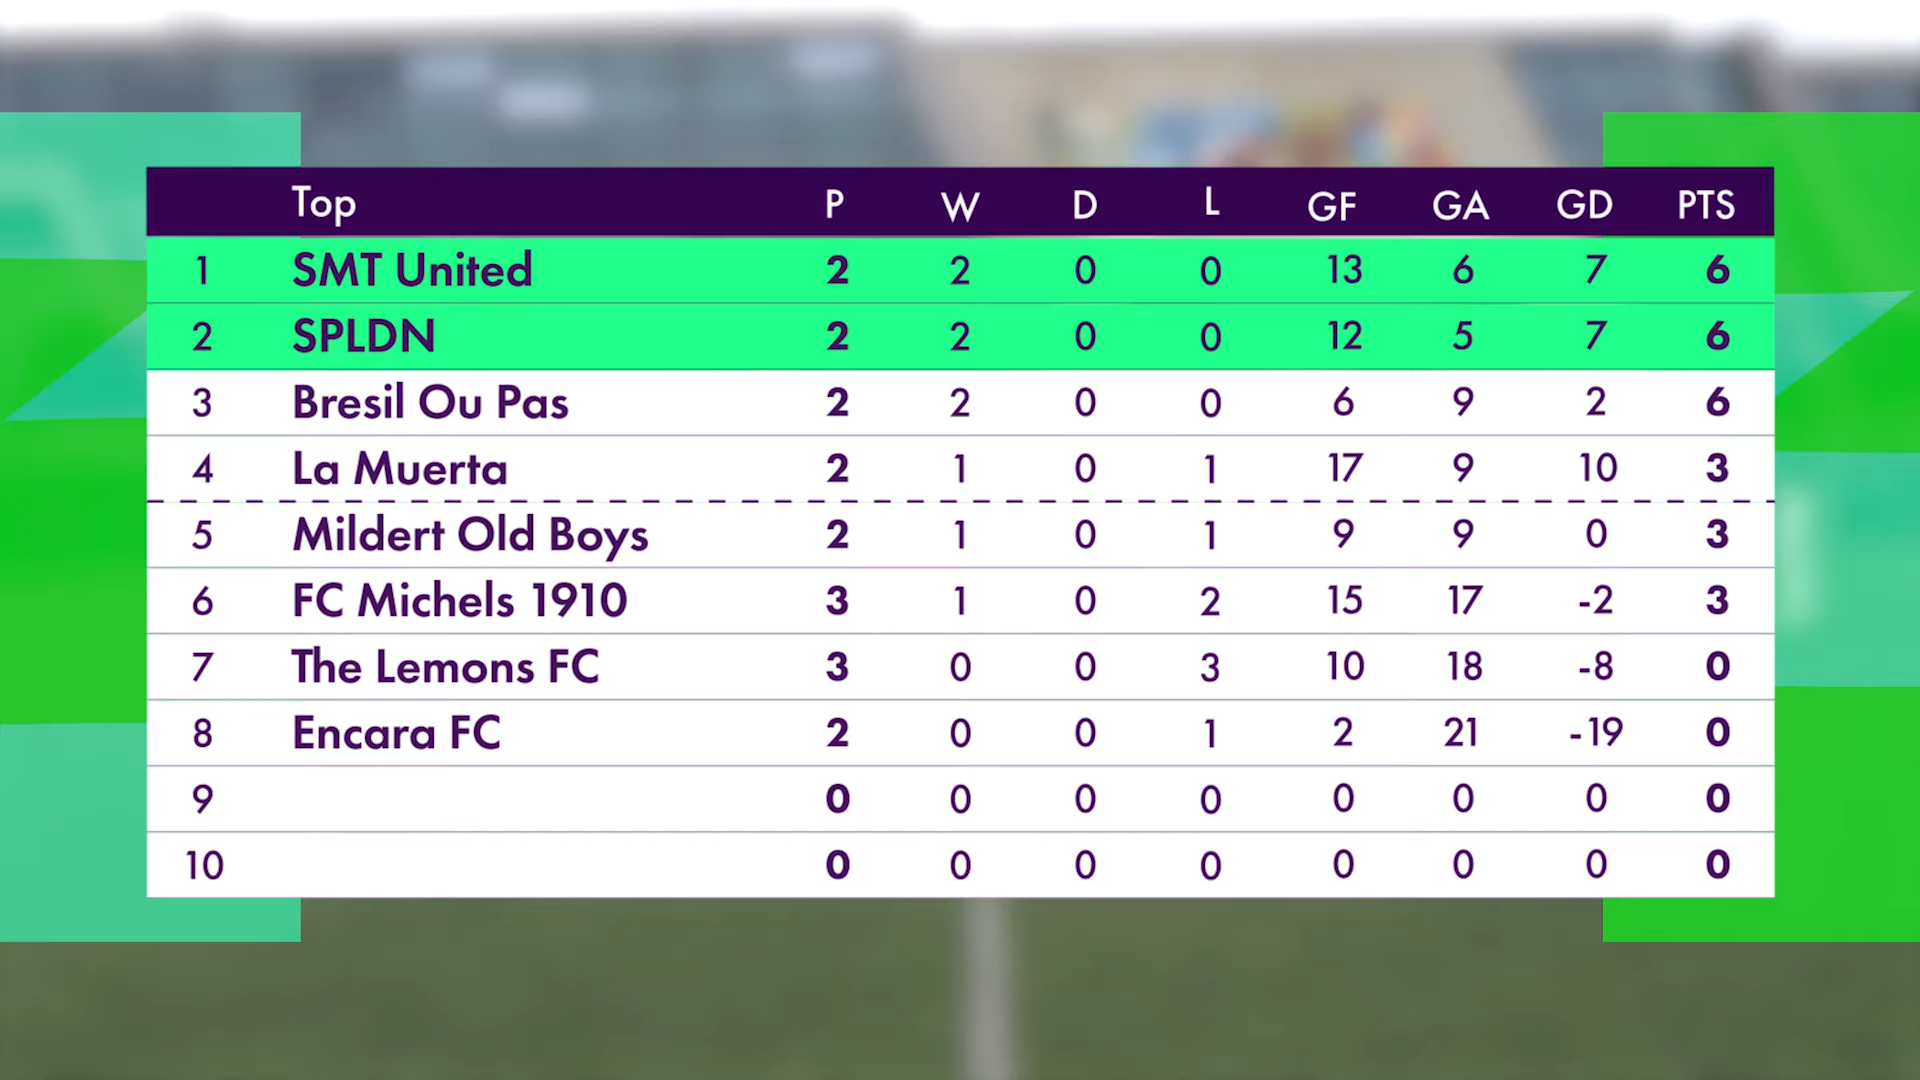 Top P W D L GF GA GD PTS
1 SMT United 2 2 0 0 13 6 7 6
2 SPLDN 2 2 0 0 12 5 7 6
3 Bresil Ou Pas 2 2 0 0 6 9 2 6
4 La Muerta 2 1 0 1 17 9 10 3
5 Mildert Old Boys 2 1 0 1 9 9 0 3
6 FC Michels 1910 3 1 0 2 15 17 -2 3
7 The Lemons FC 3 0 0 3 10 18 -8 0
8 Encara FC 2 0 0 1 2 21 -19 0
9 0 0 0 0 0 0 0 0
10 0 0 0 0 0 0 0 0